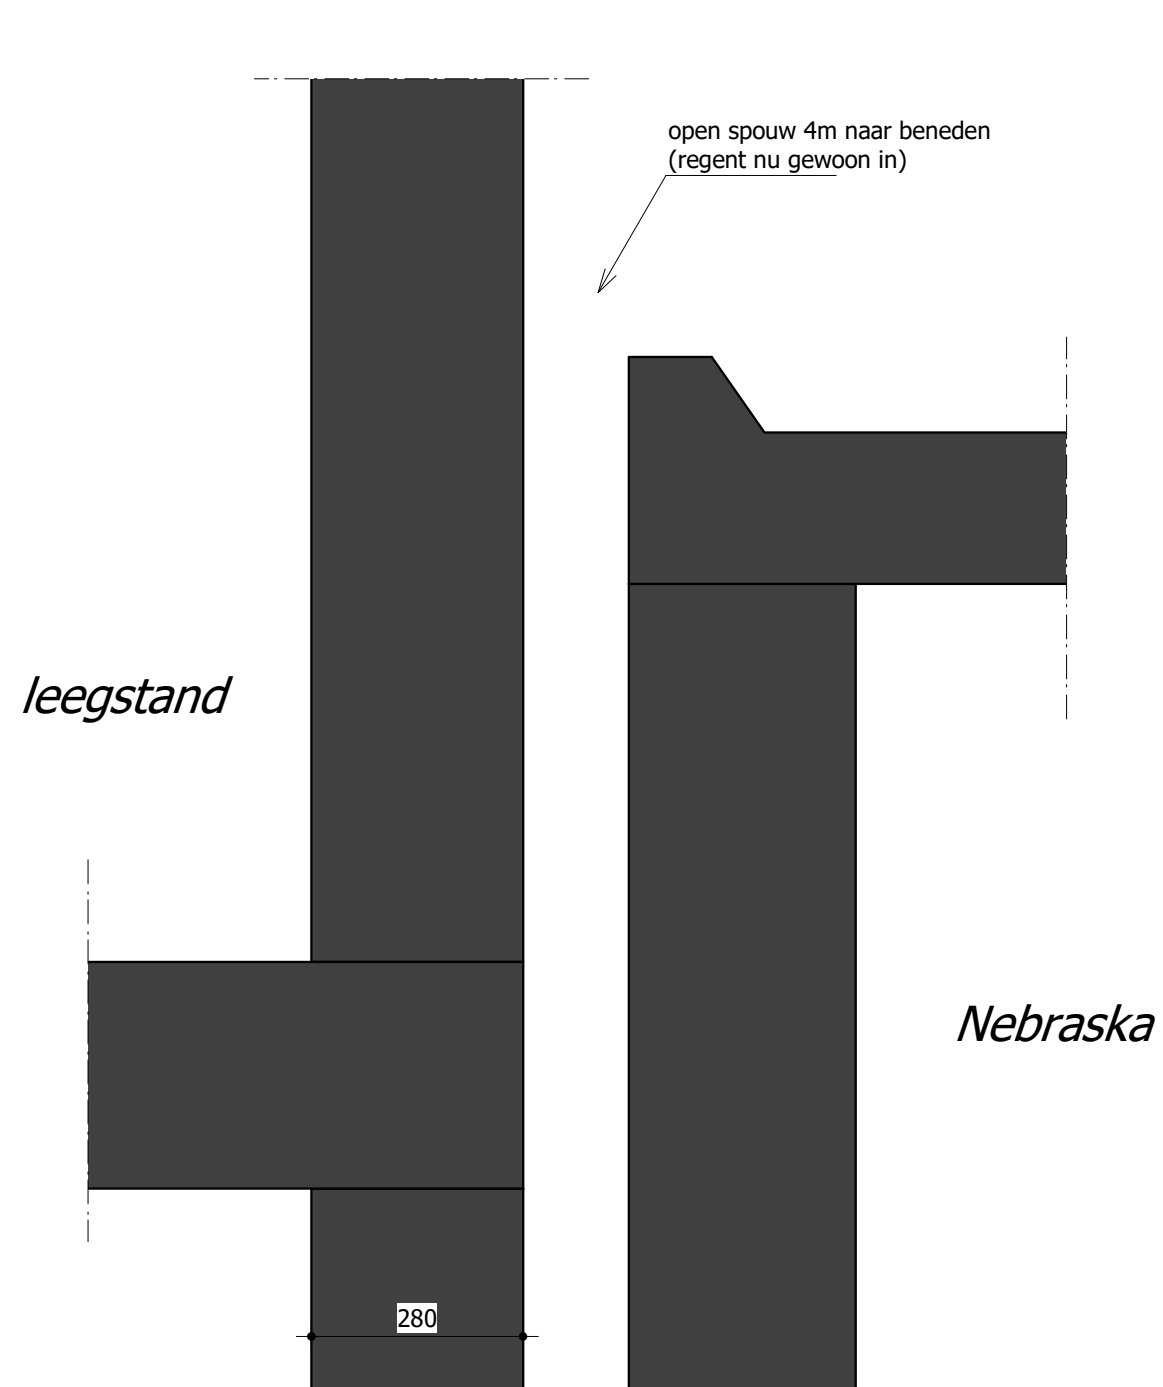 open spouw 4m naar beneden
(regent nu gewoon in)
leegstand
Nebraska
280